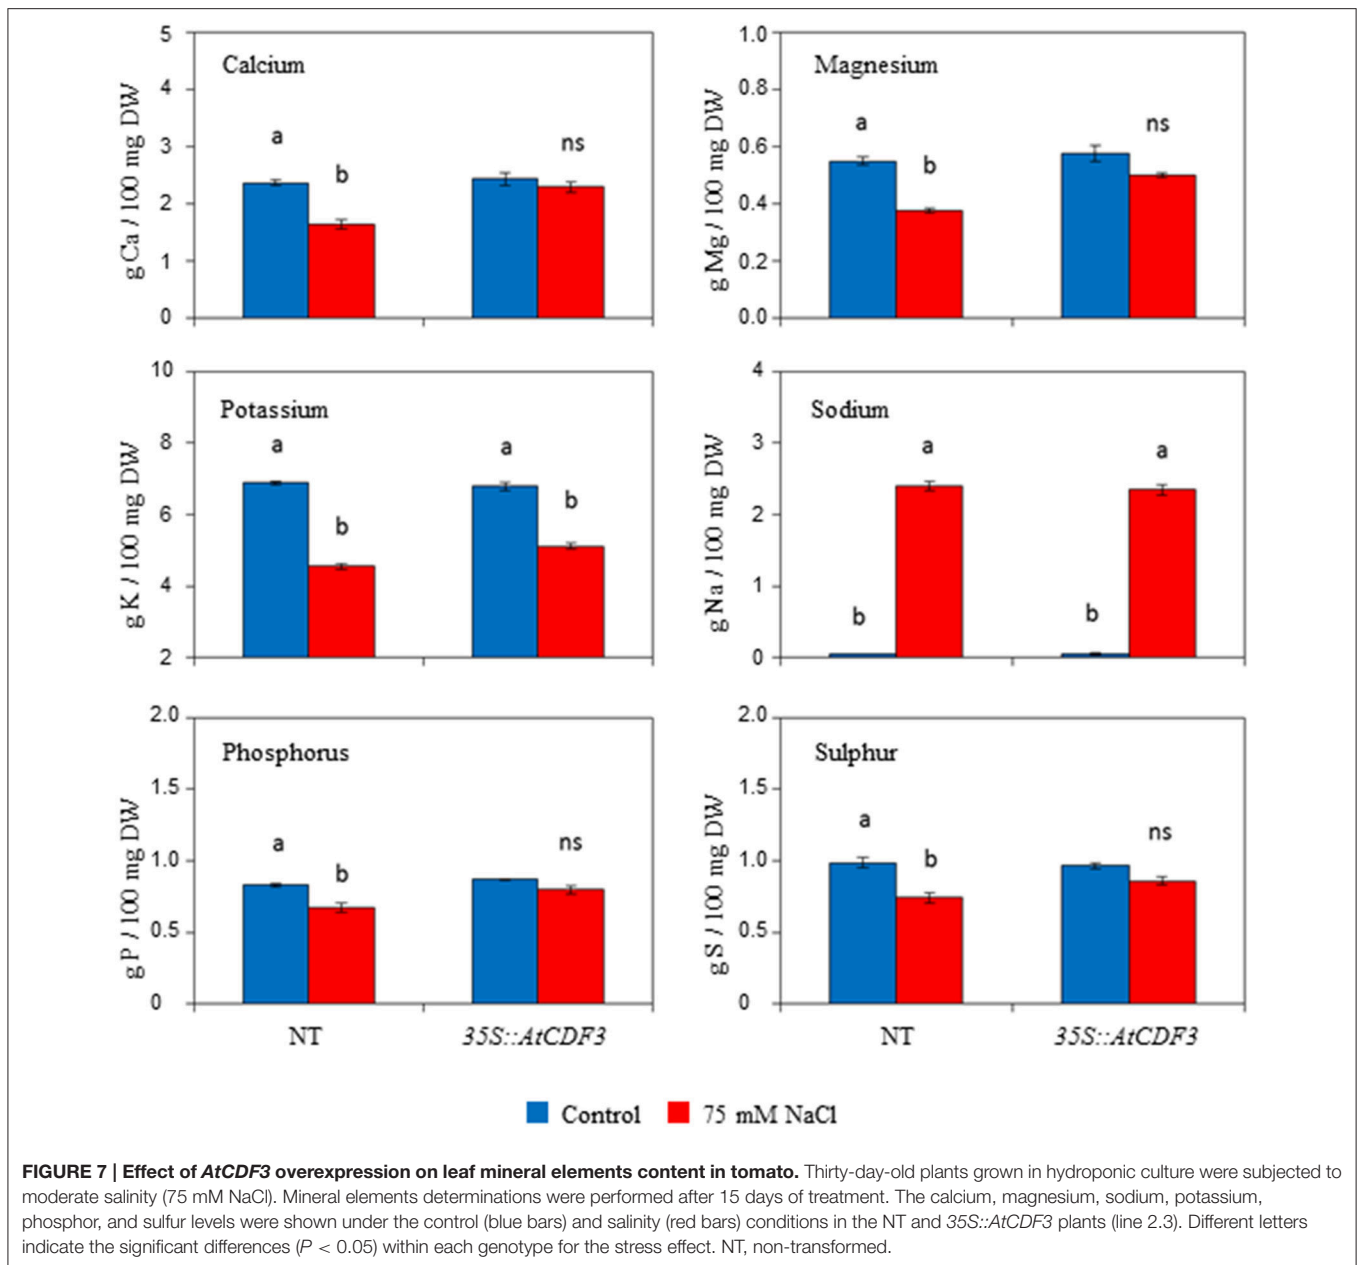 Calcium
g Ca / 100 mg DW
5
4
3
2
1
0
a
b
ns
Magnesium
g Mg / 100 mg DW
1.0
0.8
0.6
0.4
0.2
0.0
a
b
ns
Potassium
g K / 100 mg DW
10
8
6
4
2
a
b
a
b
Sodium
g Na / 100 mg DW
4
3
2
1
0
b
a
b
a
Phosphorus
g P / 100 mg DW
2.0
1.5
1.0
0.5
0
a
b
ns
NT
35S::AtCDF3
Sulphur
g S / 100 mg DW
2.0
1.5
1.0
0.5
0
a
b
ns
NT
35S::AtCDF3
Control
75 mM NaCl
FIGURE 7 | Effect of AtCDF3 overexpression on leaf mineral elements content in tomato. Thirty-day-old plants grown in hydroponic culture were subjected to
moderate salinity (75 mM NaCl). Mineral elements determinations were performed after 15 days of treatment. The calcium, magnesium, sodium, potassium,
phosphor, and sulfur levels were shown under the control (blue bars) and salinity (red bars) conditions in the NT and 35S::AtCDF3 plants (line 2.3). Different letters
indicate the significant differences (P < 0.05) within each genotype for the stress effect. NT, non-transformed.